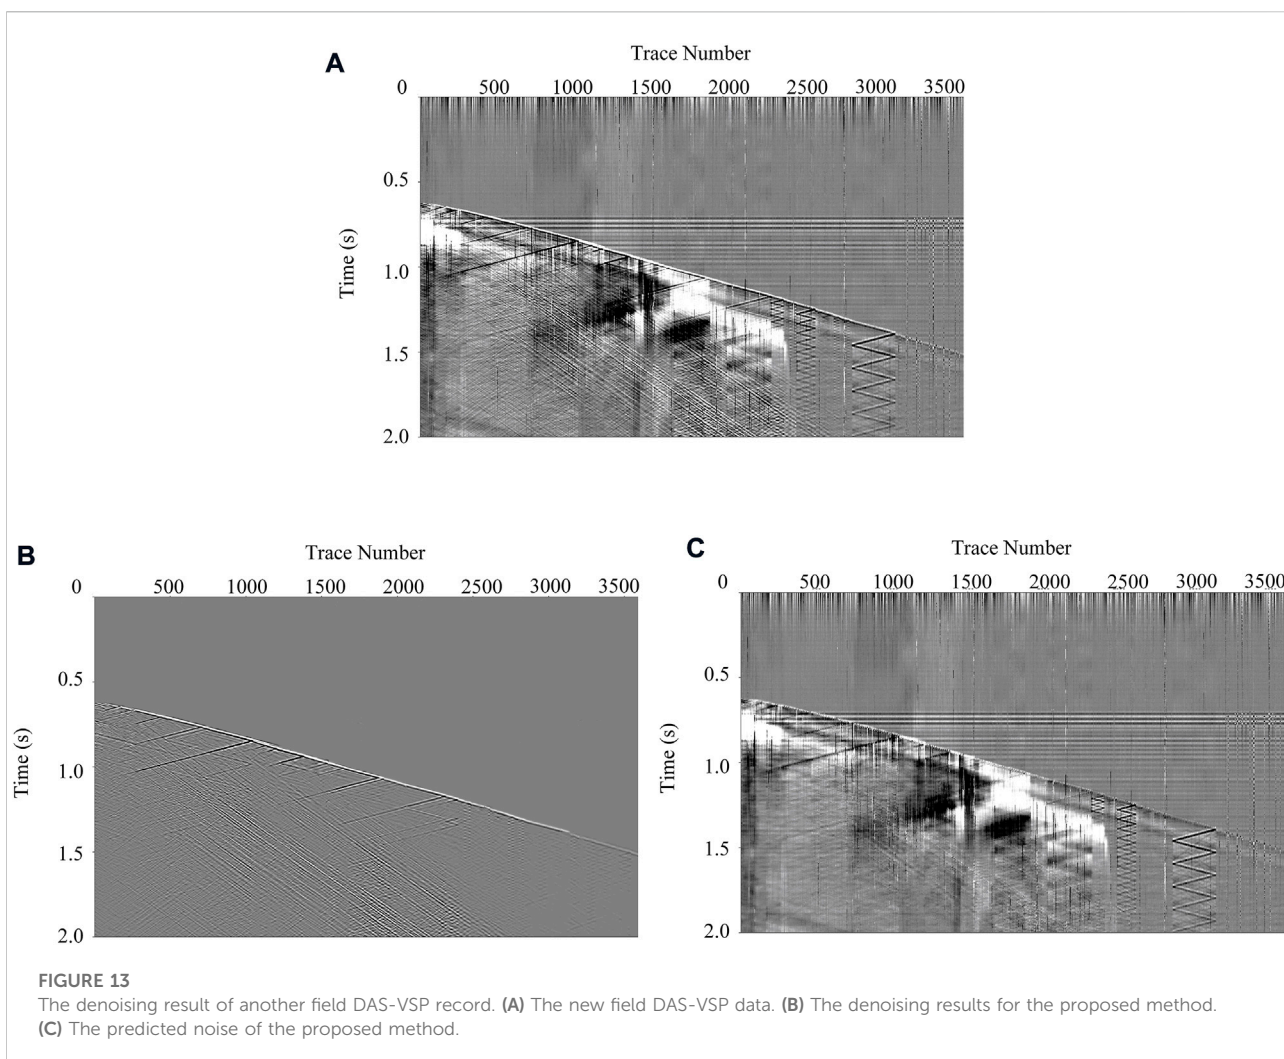 A
Trace Number
0 500 1000 1500 2000 2500 3000 3500
0.5
1.0
1.5
2.0
Time (s)
B
Trace Number
0 500 1000 1500 2000 2500 3000 3500
0.5
1.0
1.5
2.0
Time (s)
C
Trace Number
0 500 1000 1500 2000 2500 3000 3500
0.5
1.0
1.5
2.0
Time (s)
FIGURE 13
The denoising result of another field DAS-VSP record. (A) The new field DAS-VSP data. (B) The denoising results for the proposed method.
(C) The predicted noise of the proposed method.